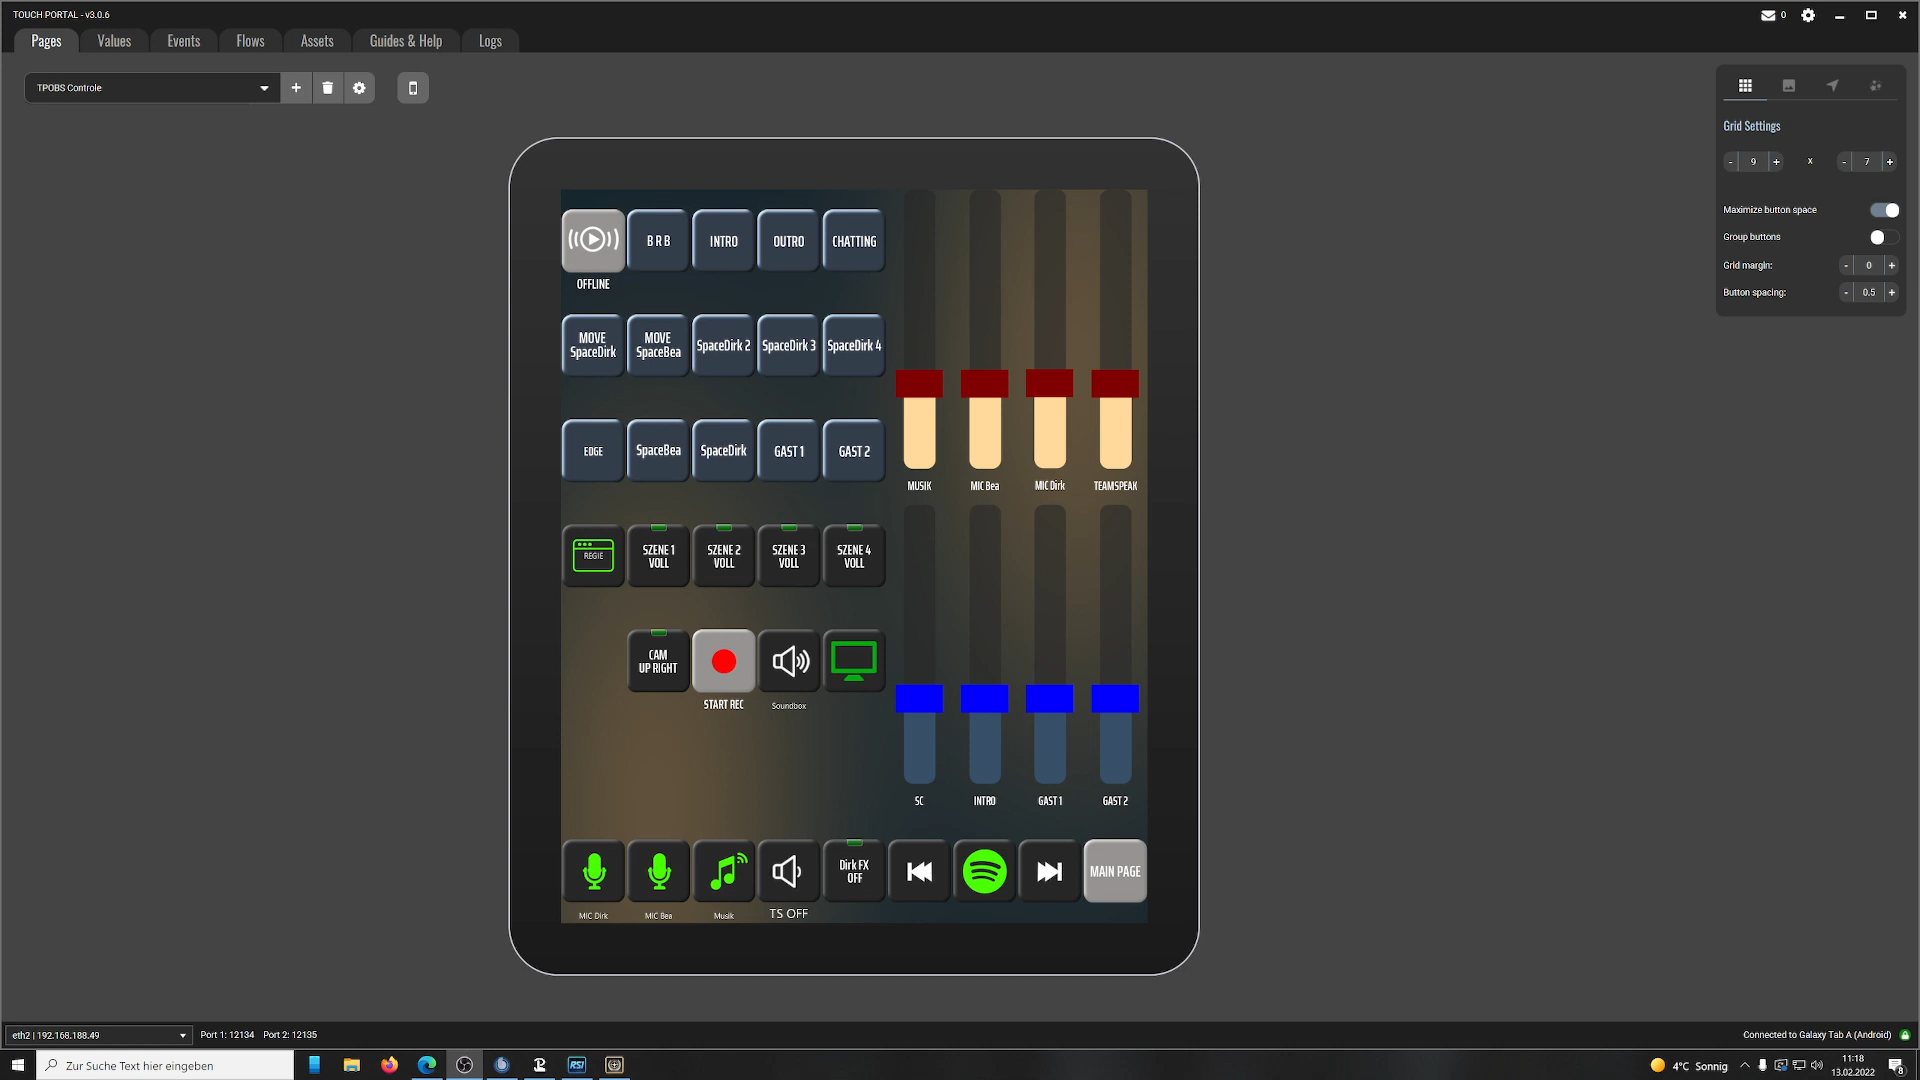 TOUCH PORTAL - v3.0.6
0
Pages
Values
Events
Flows
Assets
Guides & Help
Logs
TPOBS Controle
Grid Settings
- 9 + x - 7 +
Maximize button space
Group buttons
Grid margin: - 0 +
Button spacing: - 0.5 +
B R B
INTRO
OUTRO
CHATTING
OFFLINE
MOVE
SpaceDirk
MOVE
SpaceBea
SpaceDirk 2
SpaceDirk 3
SpaceDirk 4
EDGE
SpaceBea
SpaceDirk
GAST 1
GAST 2
MUSIK
MIC Bea
MIC Dirk
TEAMSPEAK
REGIE
SZENE 1
VOLL
SZENE 2
VOLL
SZENE 3
VOLL
SZENE 4
VOLL
CAM
UP RIGHT
START REC
Soundbox
SC
INTRO
GAST 1
GAST 2
Dirk FX
OFF
MAIN PAGE
MIC Dirk
MIC Bea
Musik
TS OFF
eth2 | 192.168.188.49
Port 1: 12134
Port 2: 12135
Connected to Galaxy Tab A (Android)
Zur Suche Text hier eingeben
RSI
4°C Sonnig
11:18
13.02.2022
8